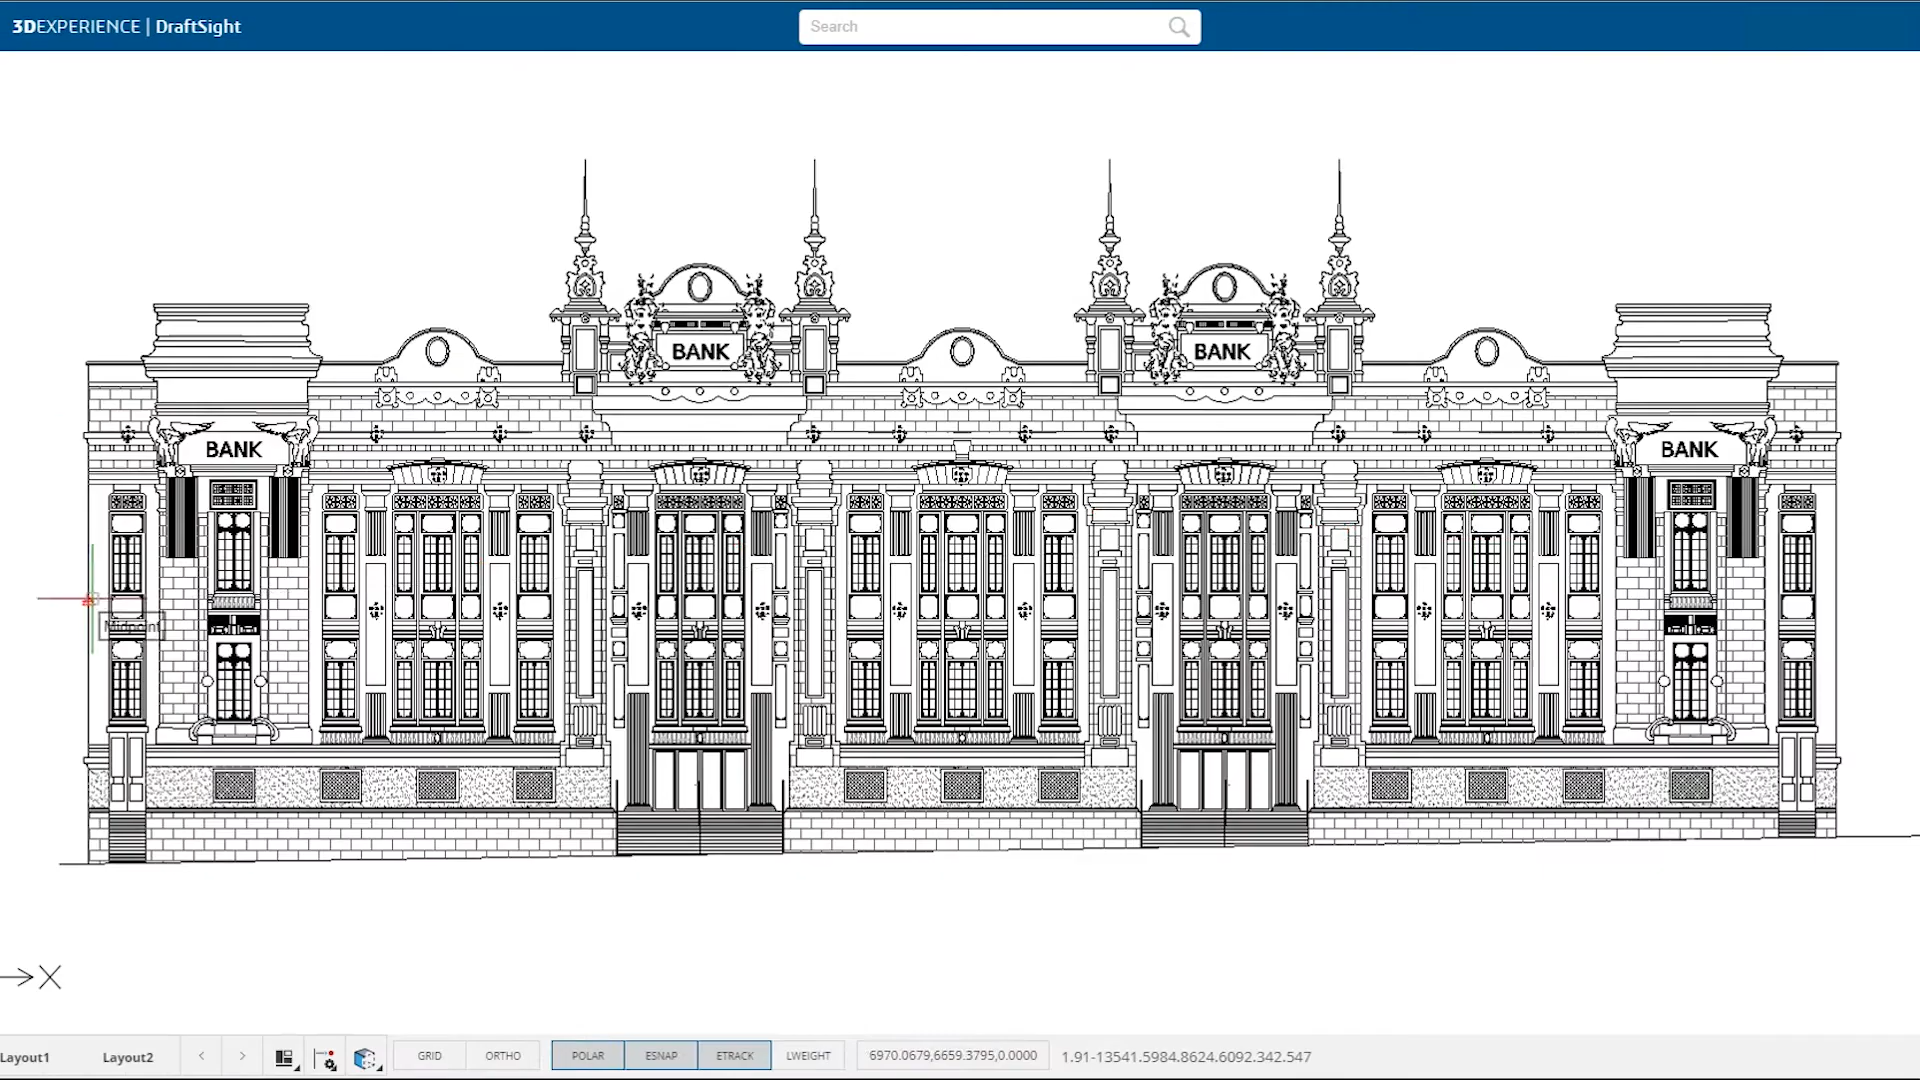 3DEXPERIENCE | DraftSight
Search
BANK
BANK
BANK
BANK
Midpoint
X
Layout1
Layout2
GRID
ORTHO
POLAR
ESNAP
ETRACK
LWEIGHT
6970.0679,6659.3795,0.0000
1.91-13541.5984.8624.6092.342.547